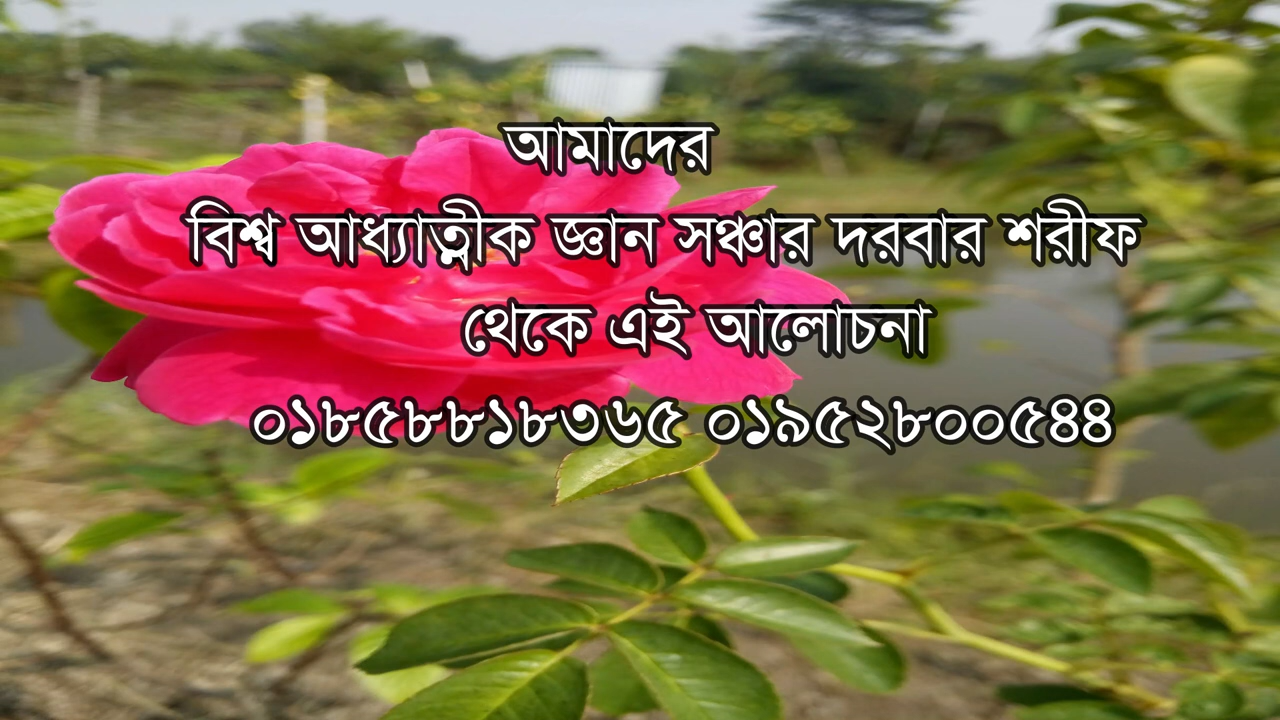 আমাদের
বিশ্ব আধ্যাত্নীক জ্ঞান সঞ্চার দরবার শরীফ
থেকে এই আলোচনা
০১৮৫৮৮১৮৩৬৫ ০১৯৫২৮০০৫৪৪